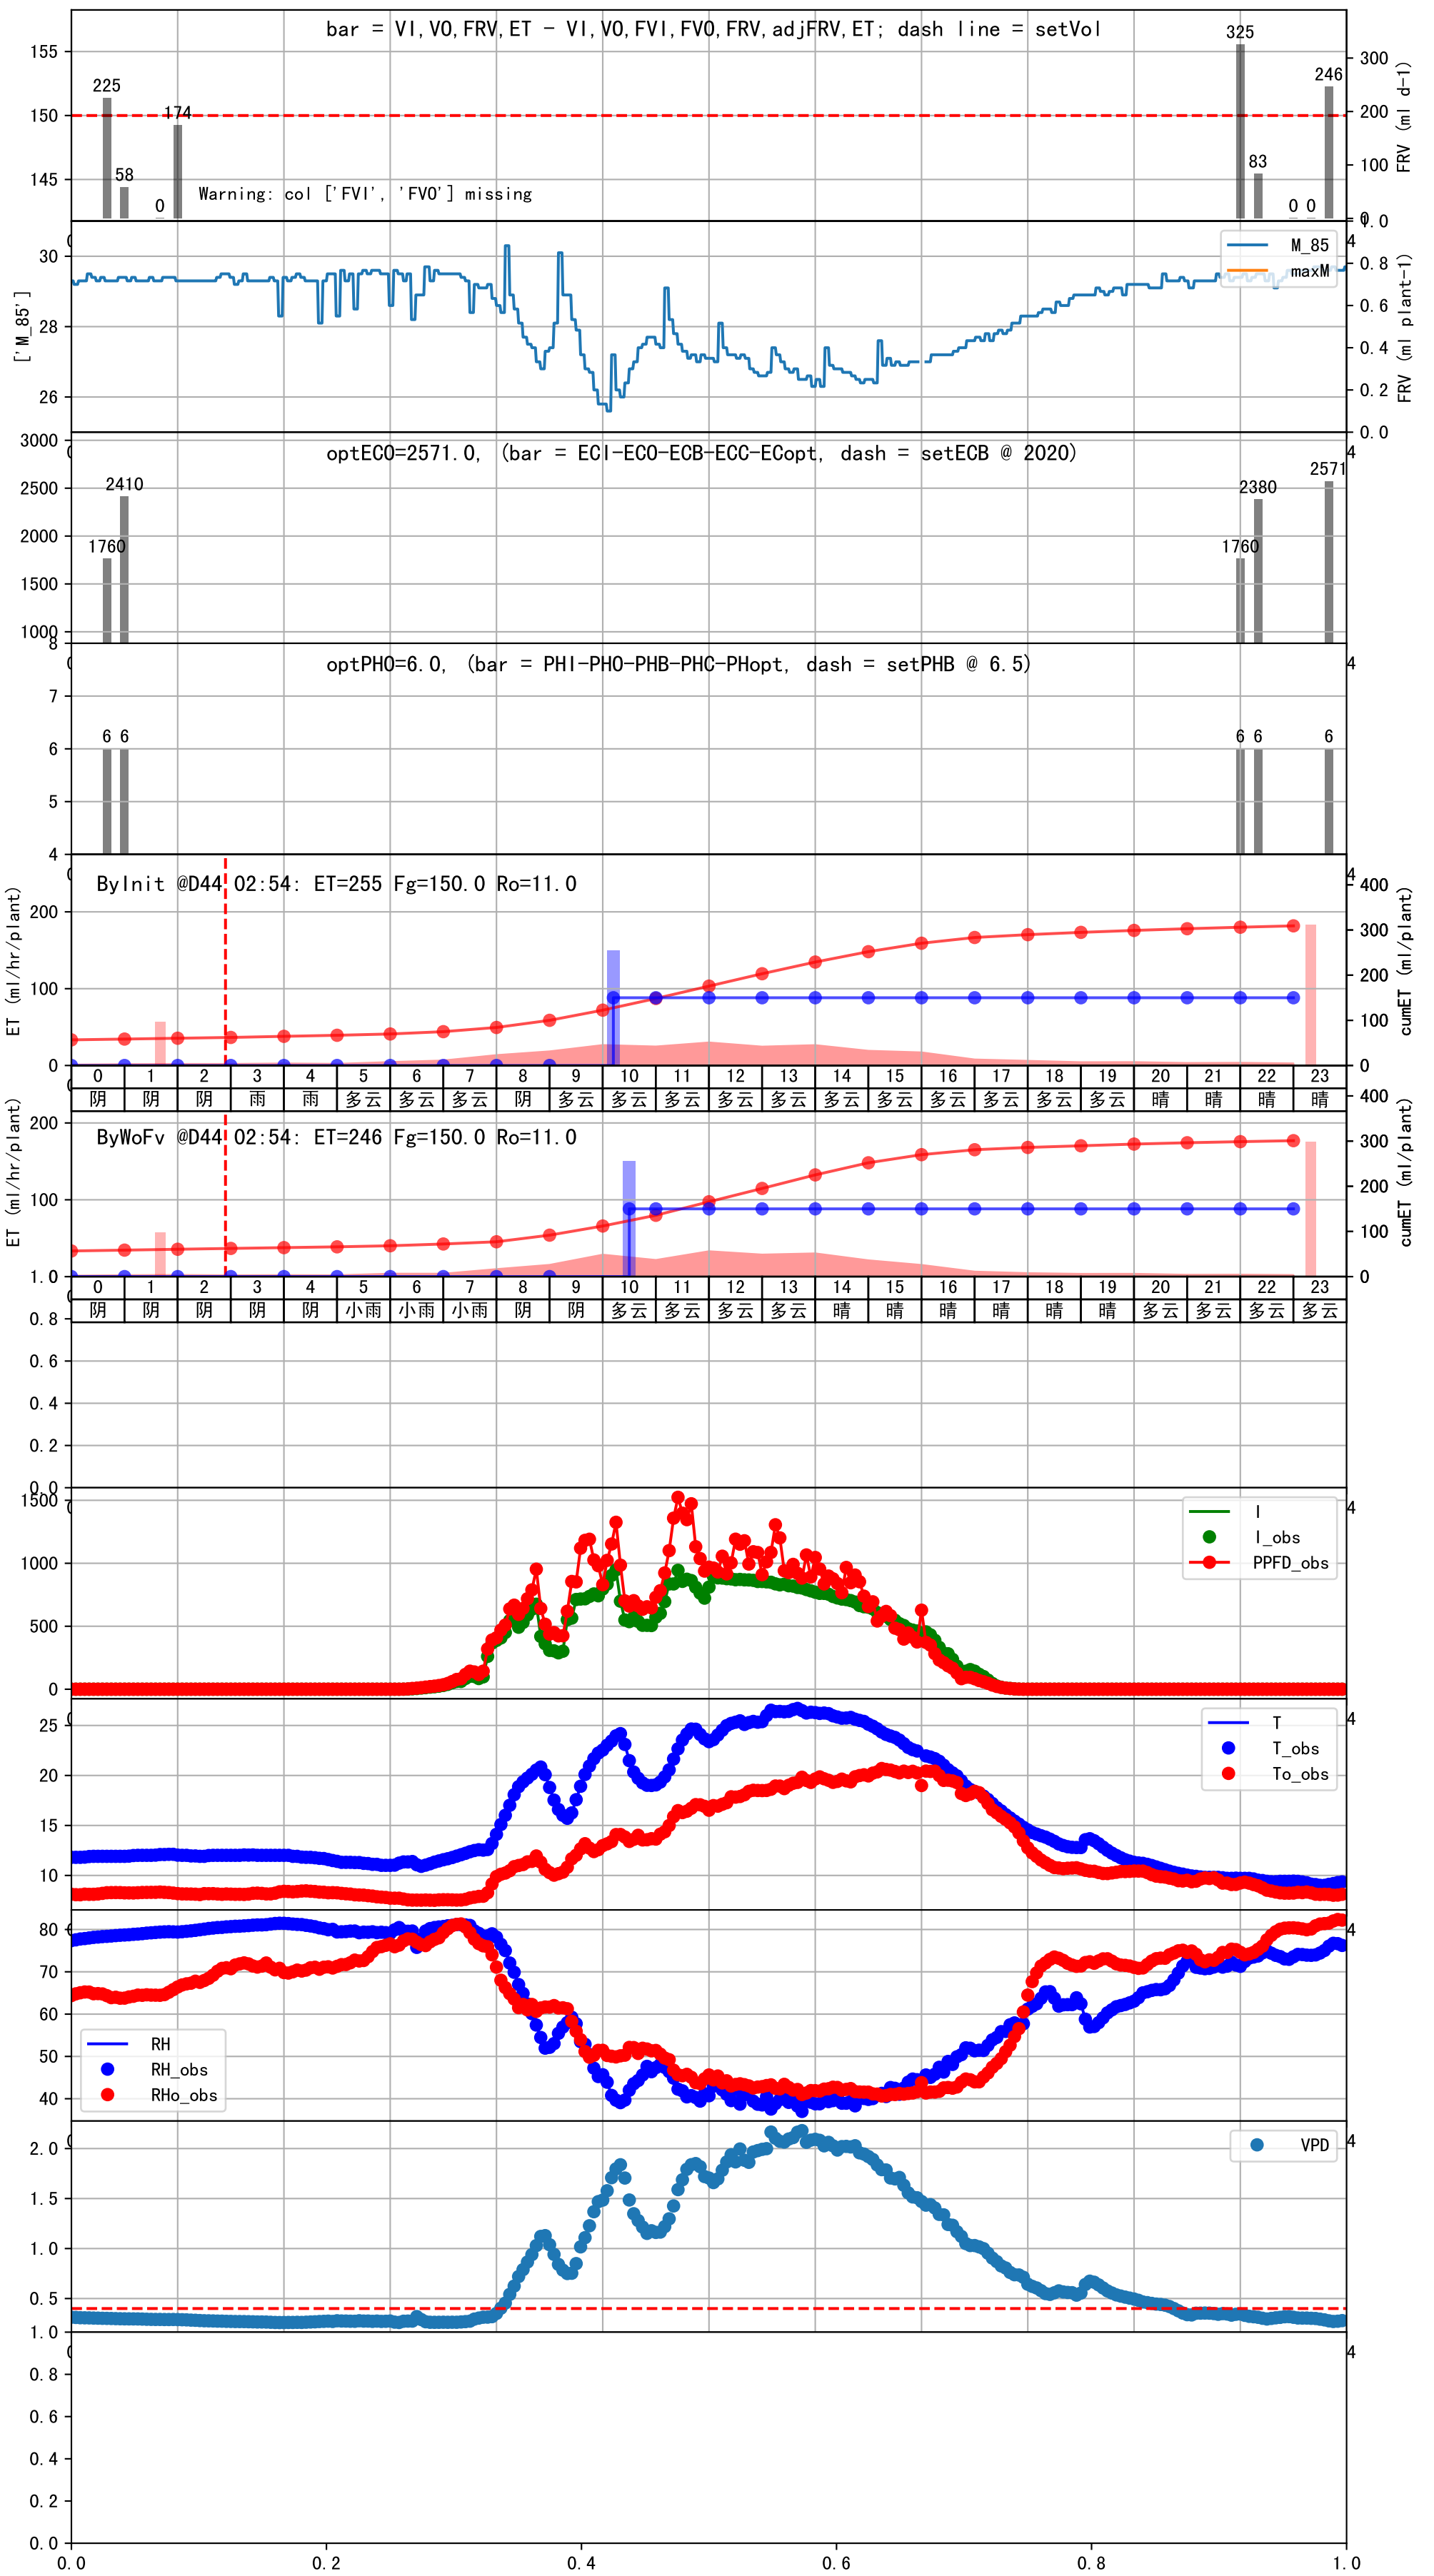 bar = VI,VO,FRV,ET - VI,VO,FVI,FVO,FRV,adjFRV,ET; dash line = setVol
155
150
145
225
58
0
174
325
83
0 0
246
300
200
100
0
FRV (ml d-1)
Warning: col ['FVI', 'FVO'] missing
['M_85']
30
28
26
M_85
maxM
1.0
0.8
0.6
0.4
0.2
0.0
FRV (ml plant-1)
optECO=2571.0, (bar = ECI-ECO-ECB-ECC-ECopt, dash = setECB @ 2020)
3000
2500
2000
1500
1000
1760
2410
1760
2380
2571
optPHO=6.0, (bar = PHI-PHO-PHB-PHC-PHopt, dash = setPHB @ 6.5)
8
7
6
5
4
6 6
6 6
6
ByInit @D44 02:54: ET=255 Fg=150.0 Ro=11.0
ET (ml/hr/plant)
200
100
0
400
300
200
100
0
cumET (ml/plant)
0 1 2 3 4 5 6 7 8 9 10 11 12 13 14 15 16 17 18 19 20 21 22 23
阴 阴 阴 雨 雨 多云 多云 多云 阴 多云 多云 多云 多云 多云 多云 多云 多云 多云 多云 多云 晴 晴 晴 晴
ByWoFv @D44 02:54: ET=246 Fg=150.0 Ro=11.0
ET (ml/hr/plant)
200
100
400
300
200
100
0
cumET (ml/plant)
0 1 2 3 4 5 6 7 8 9 10 11 12 13 14 15 16 17 18 19 20 21 22 23
阴 阴 阴 阴 阴 小雨 小雨 小雨 阴 阴 多云 多云 多云 多云 晴 晴 晴 晴 晴 晴 多云 多云 多云 多云
1.0
0.8
0.6
0.4
0.2
0.0
1500
1000
500
0
I
I_obs
PPFD_obs
25
20
15
10
T
T_obs
To_obs
80
70
60
50
40
RH
RH_obs
RHo_obs
2.0
1.5
1.0
0.5
VPD
1.0
0.8
0.6
0.4
0.2
0.0
0.0 0.2 0.4 0.6 0.8 1.0